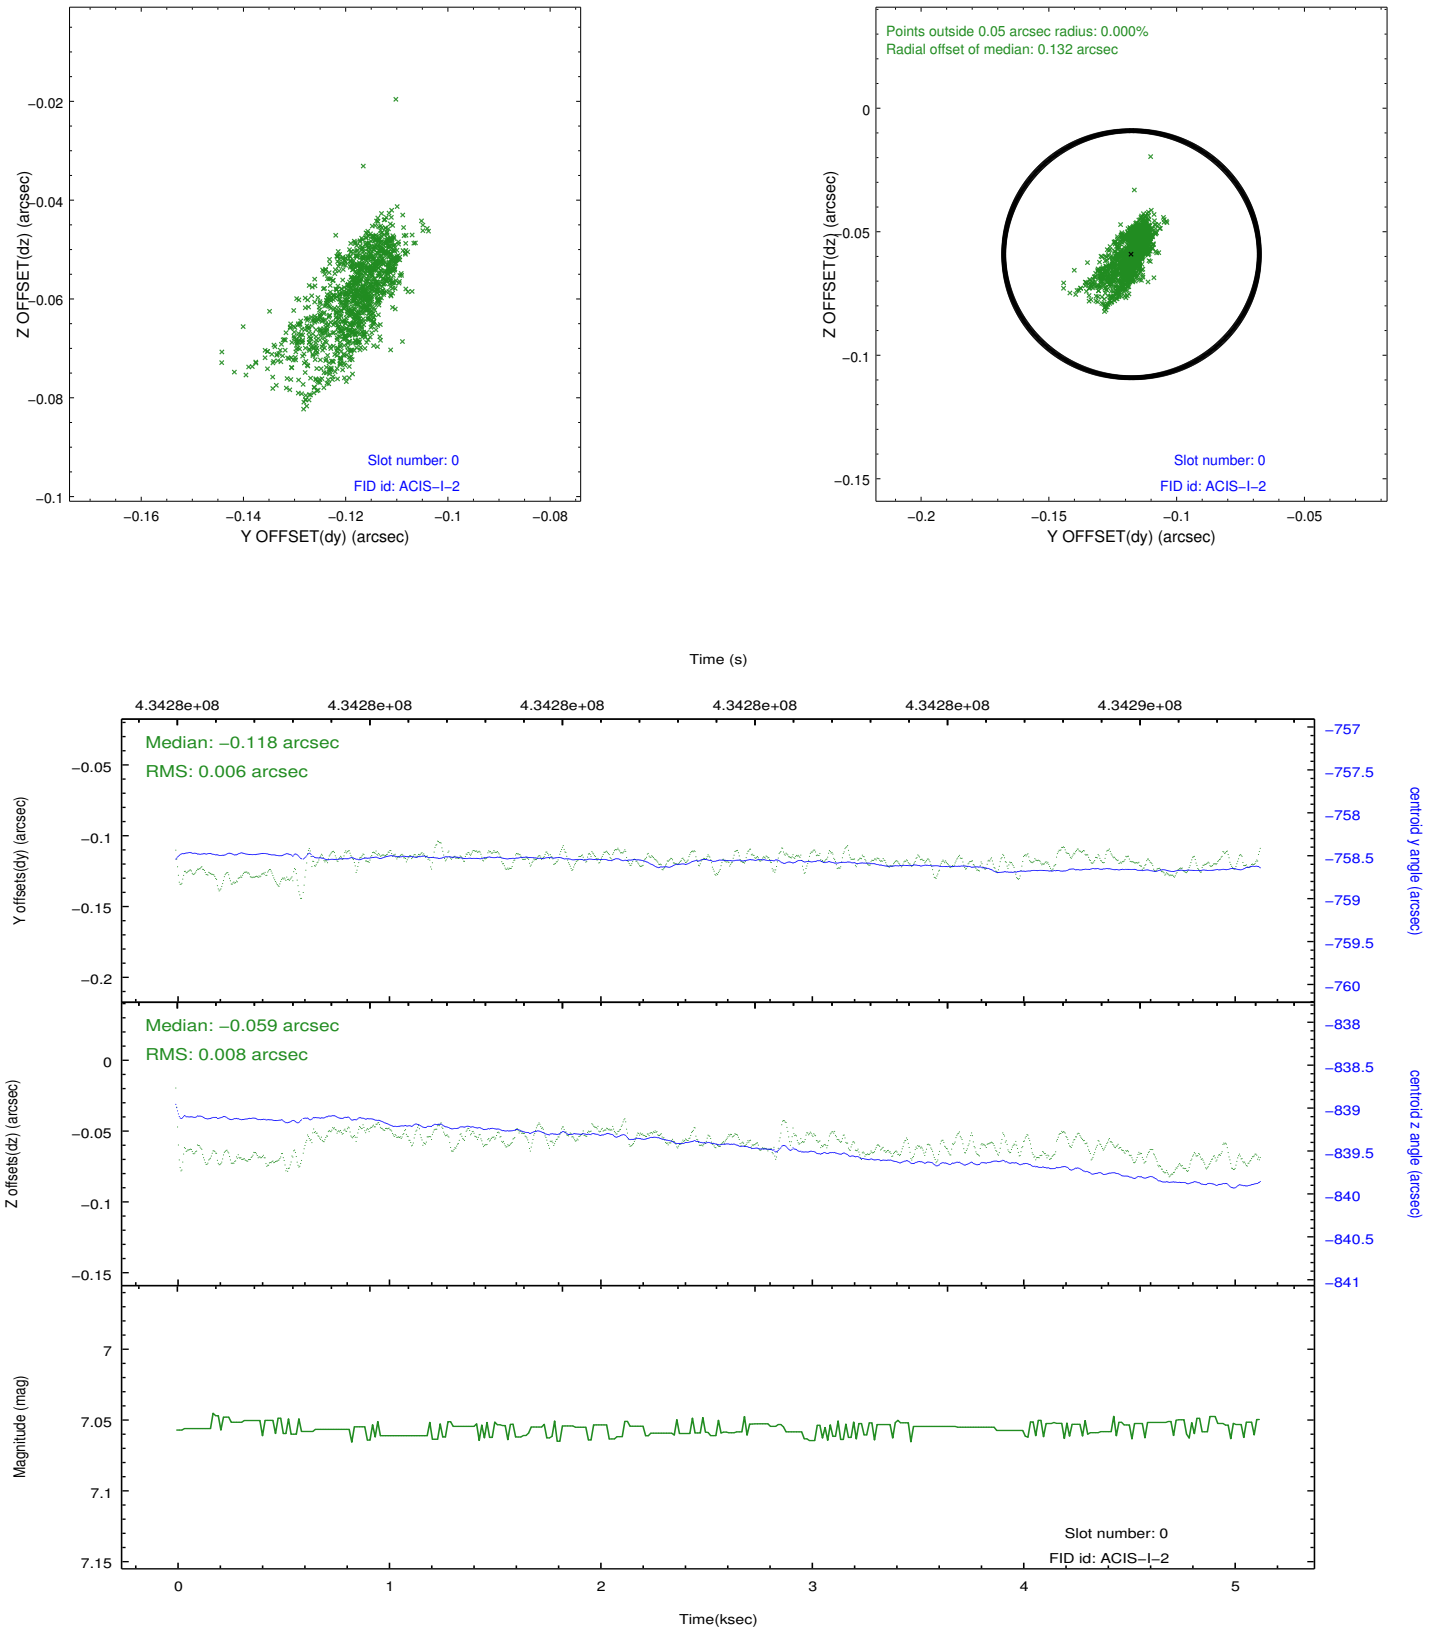 −0.02
−0.04
−0.06
−0.08
−0.1
Z OFFSET(dz) (arcsec)
Slot number: 0
FID id: ACIS−I−2
−0.16 −0.14 −0.12 −0.1 −0.08
Y OFFSET(dy) (arcsec)
Points outside 0.05 arcsec radius: 0.000%
Radial offset of median: 0.132 arcsec
0
−0.05
−0.1
−0.15
Z OFFSET(dz) (arcsec)
Slot number: 0
FID id: ACIS−I−2
−0.2 −0.15 −0.1 −0.05
Y OFFSET(dy) (arcsec)
Time (s)
4.3428e+08 4.3428e+08 4.3428e+08 4.3428e+08 4.3428e+08 4.3429e+08
Median: −0.118 arcsec
RMS: 0.006 arcsec
−0.05
−0.1
−0.15
−0.2
Y offsets(dy) (arcsec)
−757
−757.5
−758
−758.5
−759
−759.5
−760
centroid y angle (arcsec)
Median: −0.059 arcsec
RMS: 0.008 arcsec
0
−0.05
−0.1
−0.15
Z offsets(dz) (arcsec)
−838
−838.5
−839
−839.5
−840
−840.5
−841
centroid z angle (arcsec)
7
7.05
7.1
7.15
Magnitude (mag)
Slot number: 0
FID id: ACIS−I−2
0 1 2 3 4 5
Time(ksec)